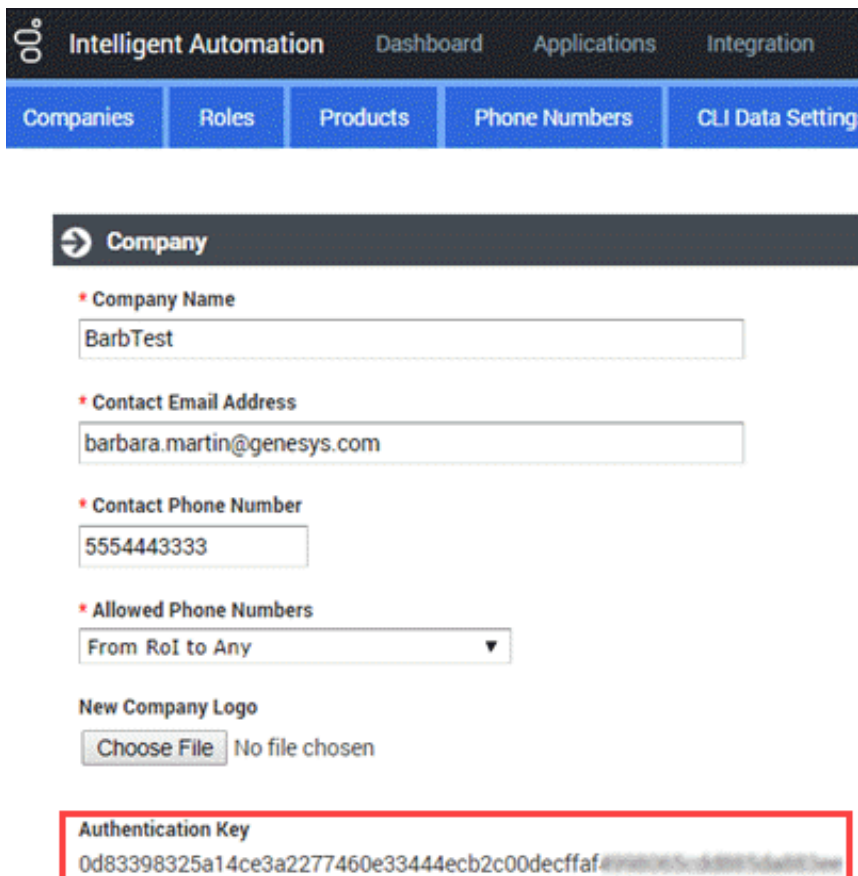 Intelligent Automation Dashboard Applications Integration
Companies Roles Products Phone Numbers CLI Data Setting
Company
* Company Name
BarbTest
* Contact Email Address
barbara.martin@genesys.com
* Contact Phone Number
5554443333
* Allowed Phone Numbers
From RoI to Any
New Company Logo
Choose File No file chosen
Authentication Key
0d83398325a14ce3a2277460e33444ecb2c00decffaf